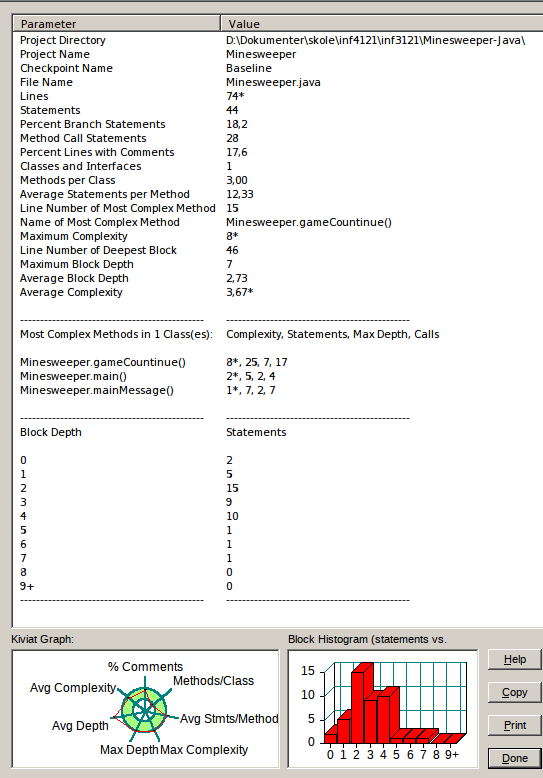 Parameter Value
Project Directory D:\Dokumenter\skole\inf4121\inf3121\Minesweeper-Java\
Project Name Minesweeper
Checkpoint Name Baseline
File Name Minesweeper.java
Lines 74*
Statements 44
Percent Branch Statements 18,2
Method Call Statements 28
Percent Lines with Comments 17,6
Classes and Interfaces 1
Methods per Class 3,00
Average Statements per Method 12,33
Line Number of Most Complex Method 15
Name of Most Complex Method Minesweeper.gameCountinue()
Maximum Complexity 8*
Line Number of Deepest Block 46
Maximum Block Depth 7
Average Block Depth 2,73
Average Complexity 3,67*
Most Complex Methods in 1 Class(es): Complexity, Statements, Max Depth, Calls
Minesweeper.gameCountinue() 8*, 25, 7, 17
Minesweeper.main() 2*, 5, 2, 4
Minesweeper.mainMessage() 1*, 7, 2, 7
Block Depth Statements
0 2
1 5
2 15
3 9
4 10
5 1
6 1
7 1
8 0
9+ 0
Kiviat Graph: Block Histogram (statements vs.
% Comments
Methods/Class
Avg Complexity
Avg Stmts/Method
Avg Depth
Max Depth Max Complexity
15
10
5
0
0 1 2 3 4 5 6 7 8 9+
Help
Copy
Print
Done